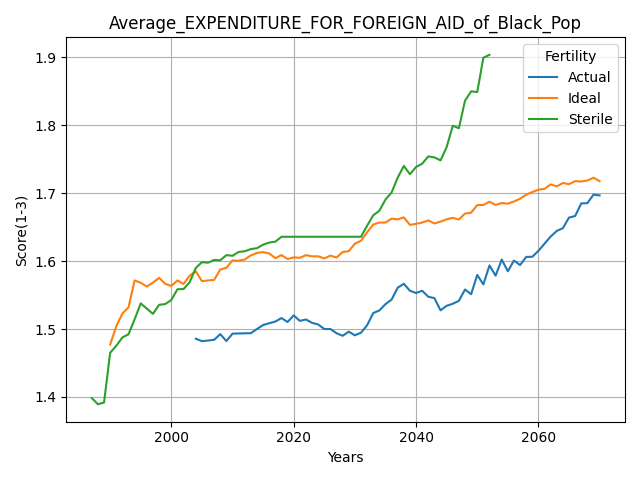 Average_EXPENDITURE_FOR_FOREIGN_AID_of_Black_Pop
1.9
1.8
1.7
1.6
1.5
1.4
Score(1-3)
Fertility
Actual
Ideal
Sterile
2000 2020 2040 2060
Years